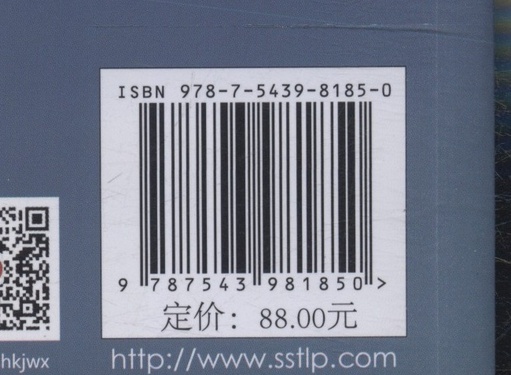 ISBN 978-7-5439-8185-0
9 787543 981850 >
定价：88.00元
hkjwx
http://www.sstlp.com